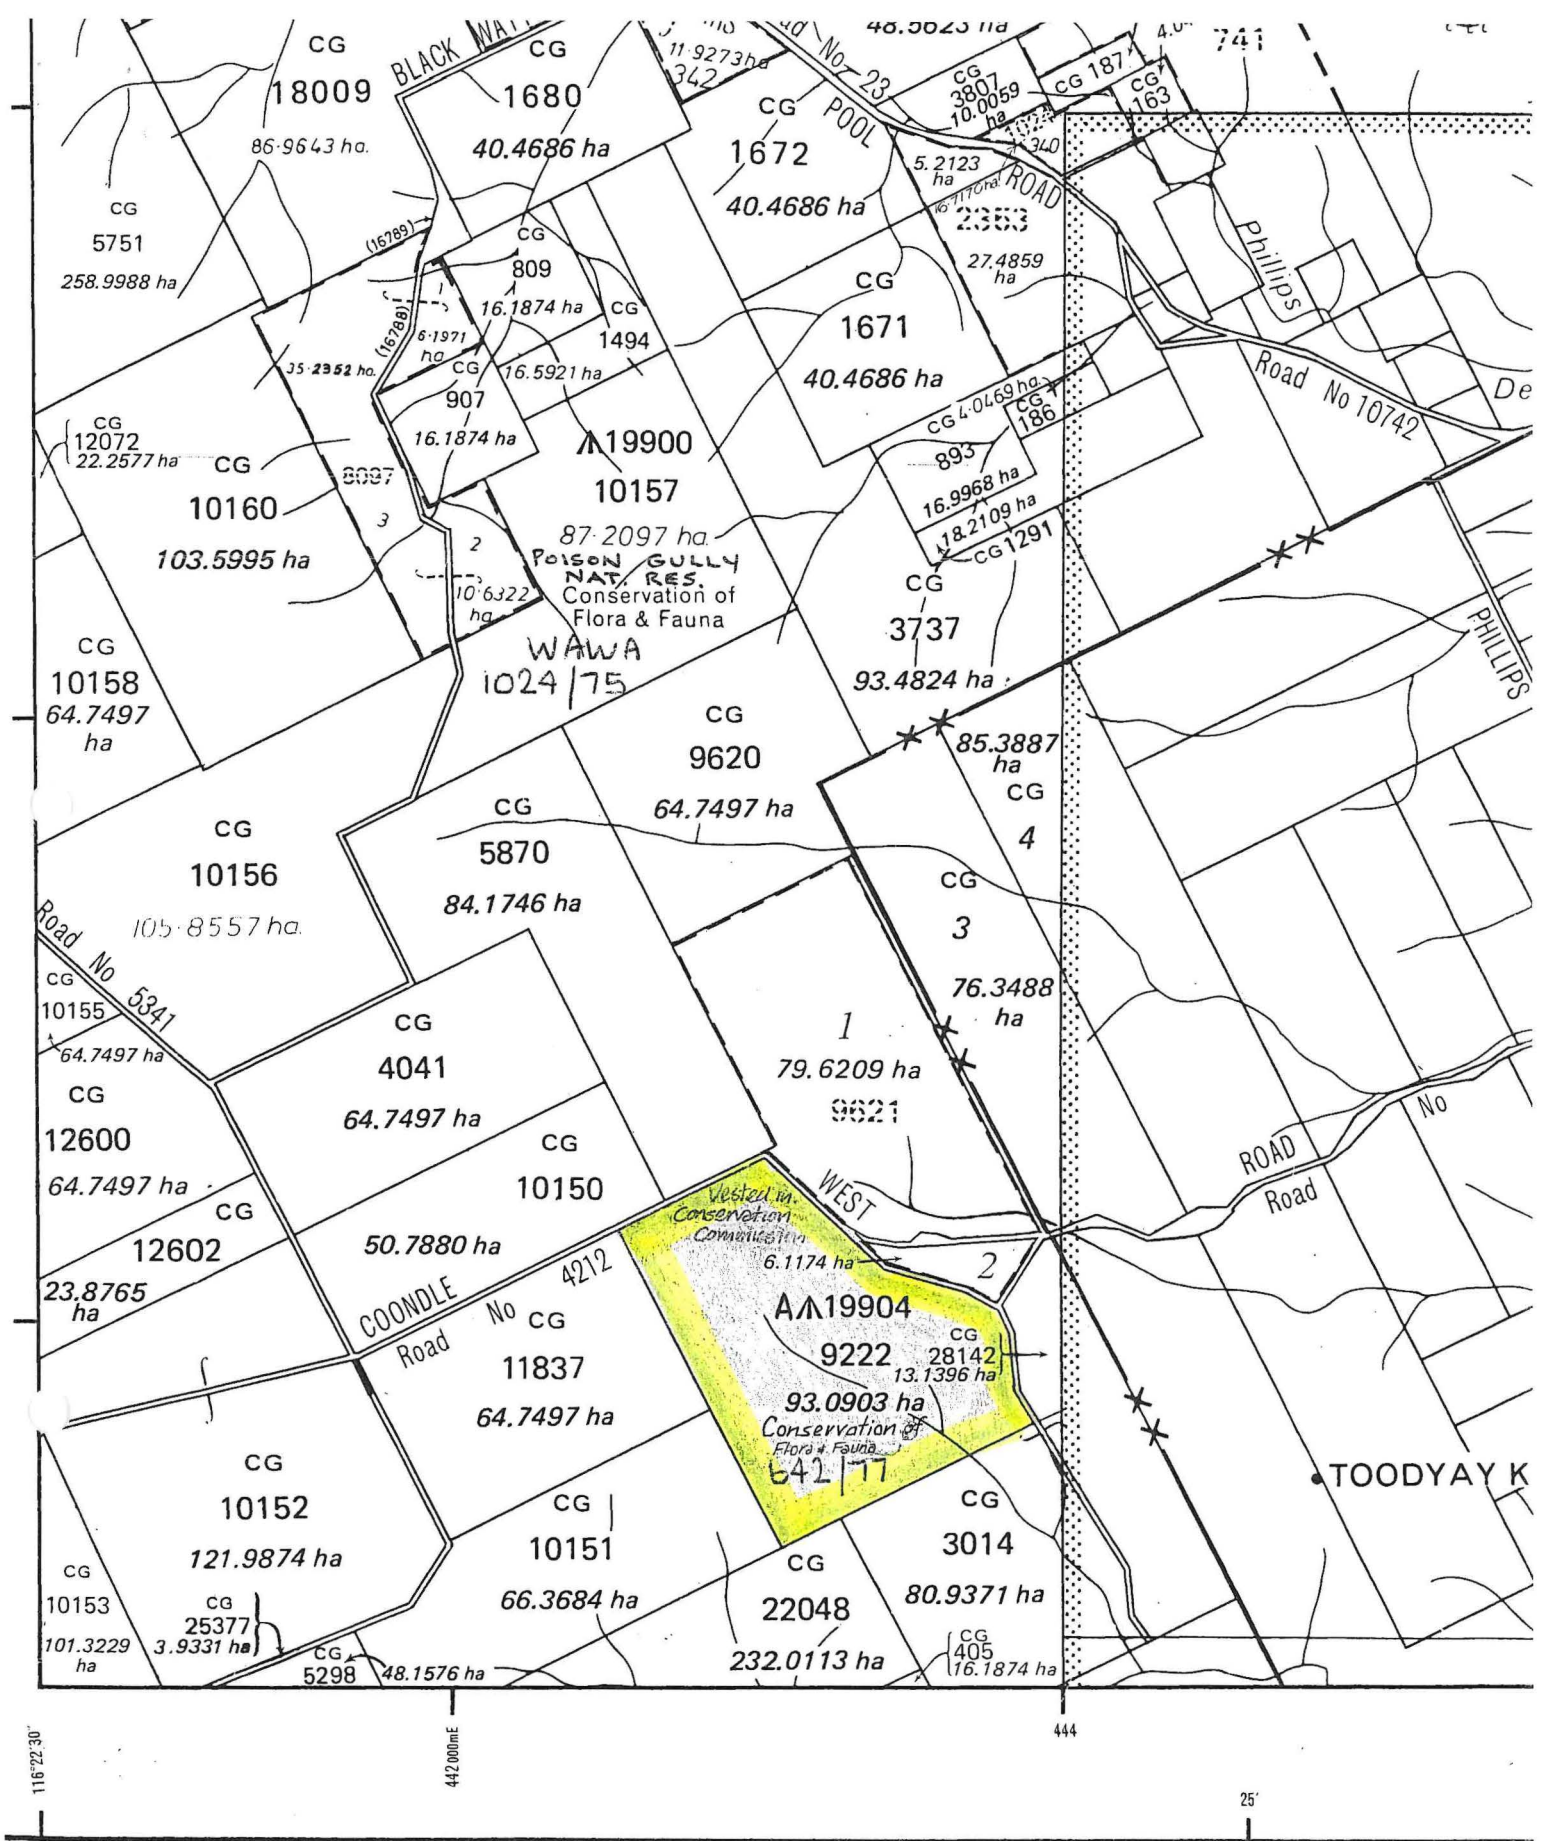 BLACK
CG
18009
86.9643 ha.
CG
1680
40.4686 ha
11.9273 ha
342
No 23
POOL
ROAD
48.5623 ha
CG
3807
10.0059
ha
CG 187
CG
163
741
340
CG
1672
40.4686 ha
5.2123
ha
2353
27.4859
ha
Phillips
CG
5751
258.9988 ha
(16789)
(16788)
CG
809
16.1874 ha
1
6.1971
ha
CG
1494
16.5921 ha
CG
1671
40.4686 ha
35.2352 ha.
CG
907
16.1874 ha
CG 4.0469 ha.
CG
186
Road No 10742
De
CG
12072
22.2577 ha
CG
10160
103.5995 ha
8097
3
2
10.6322
ha
19900
10157
87.2097 ha.
POISON GULLY
NAT. RES.
Conservation of
Flora & Fauna
WAWA
1024/75
893
16.9968 ha
18.2109 ha
CG 1291
CG
3737
93.4824 ha
PHILLIPS
CG
10158
64.7497
ha
CG
9620
64.7497 ha
85.3887
ha
CG
4
CG
10156
105.8557 ha.
CG
5870
84.1746 ha
CG
3
76.3488
ha
Road No 5341
CG
10155
64.7497 ha
CG
4041
64.7497 ha
1
79.6209 ha
9621
CG
12600
64.7497 ha
CG
10150
50.7880 ha
CG
12602
23.8765
ha
WEST
ROAD
Road No
Vested in
Conservation
Commission
6.1174 ha
2
COONDLE
Road No 4212
A 19904
9222
93.0903 ha
Conservation of
Flora & Fauna
642/77
CG
28142
13.1396 ha
CG
11837
64.7497 ha
TOODYAY K
CG
10152
121.9874 ha
CG
10151
66.3684 ha
CG
3014
80.9371 ha
CG
10153
101.3229
ha
CG
25377
3.9331 ha
CG
5298
48.1576 ha
CG
22048
232.0113 ha
CG
405
16.1874 ha
116°22'30"
442000mE
444
25'